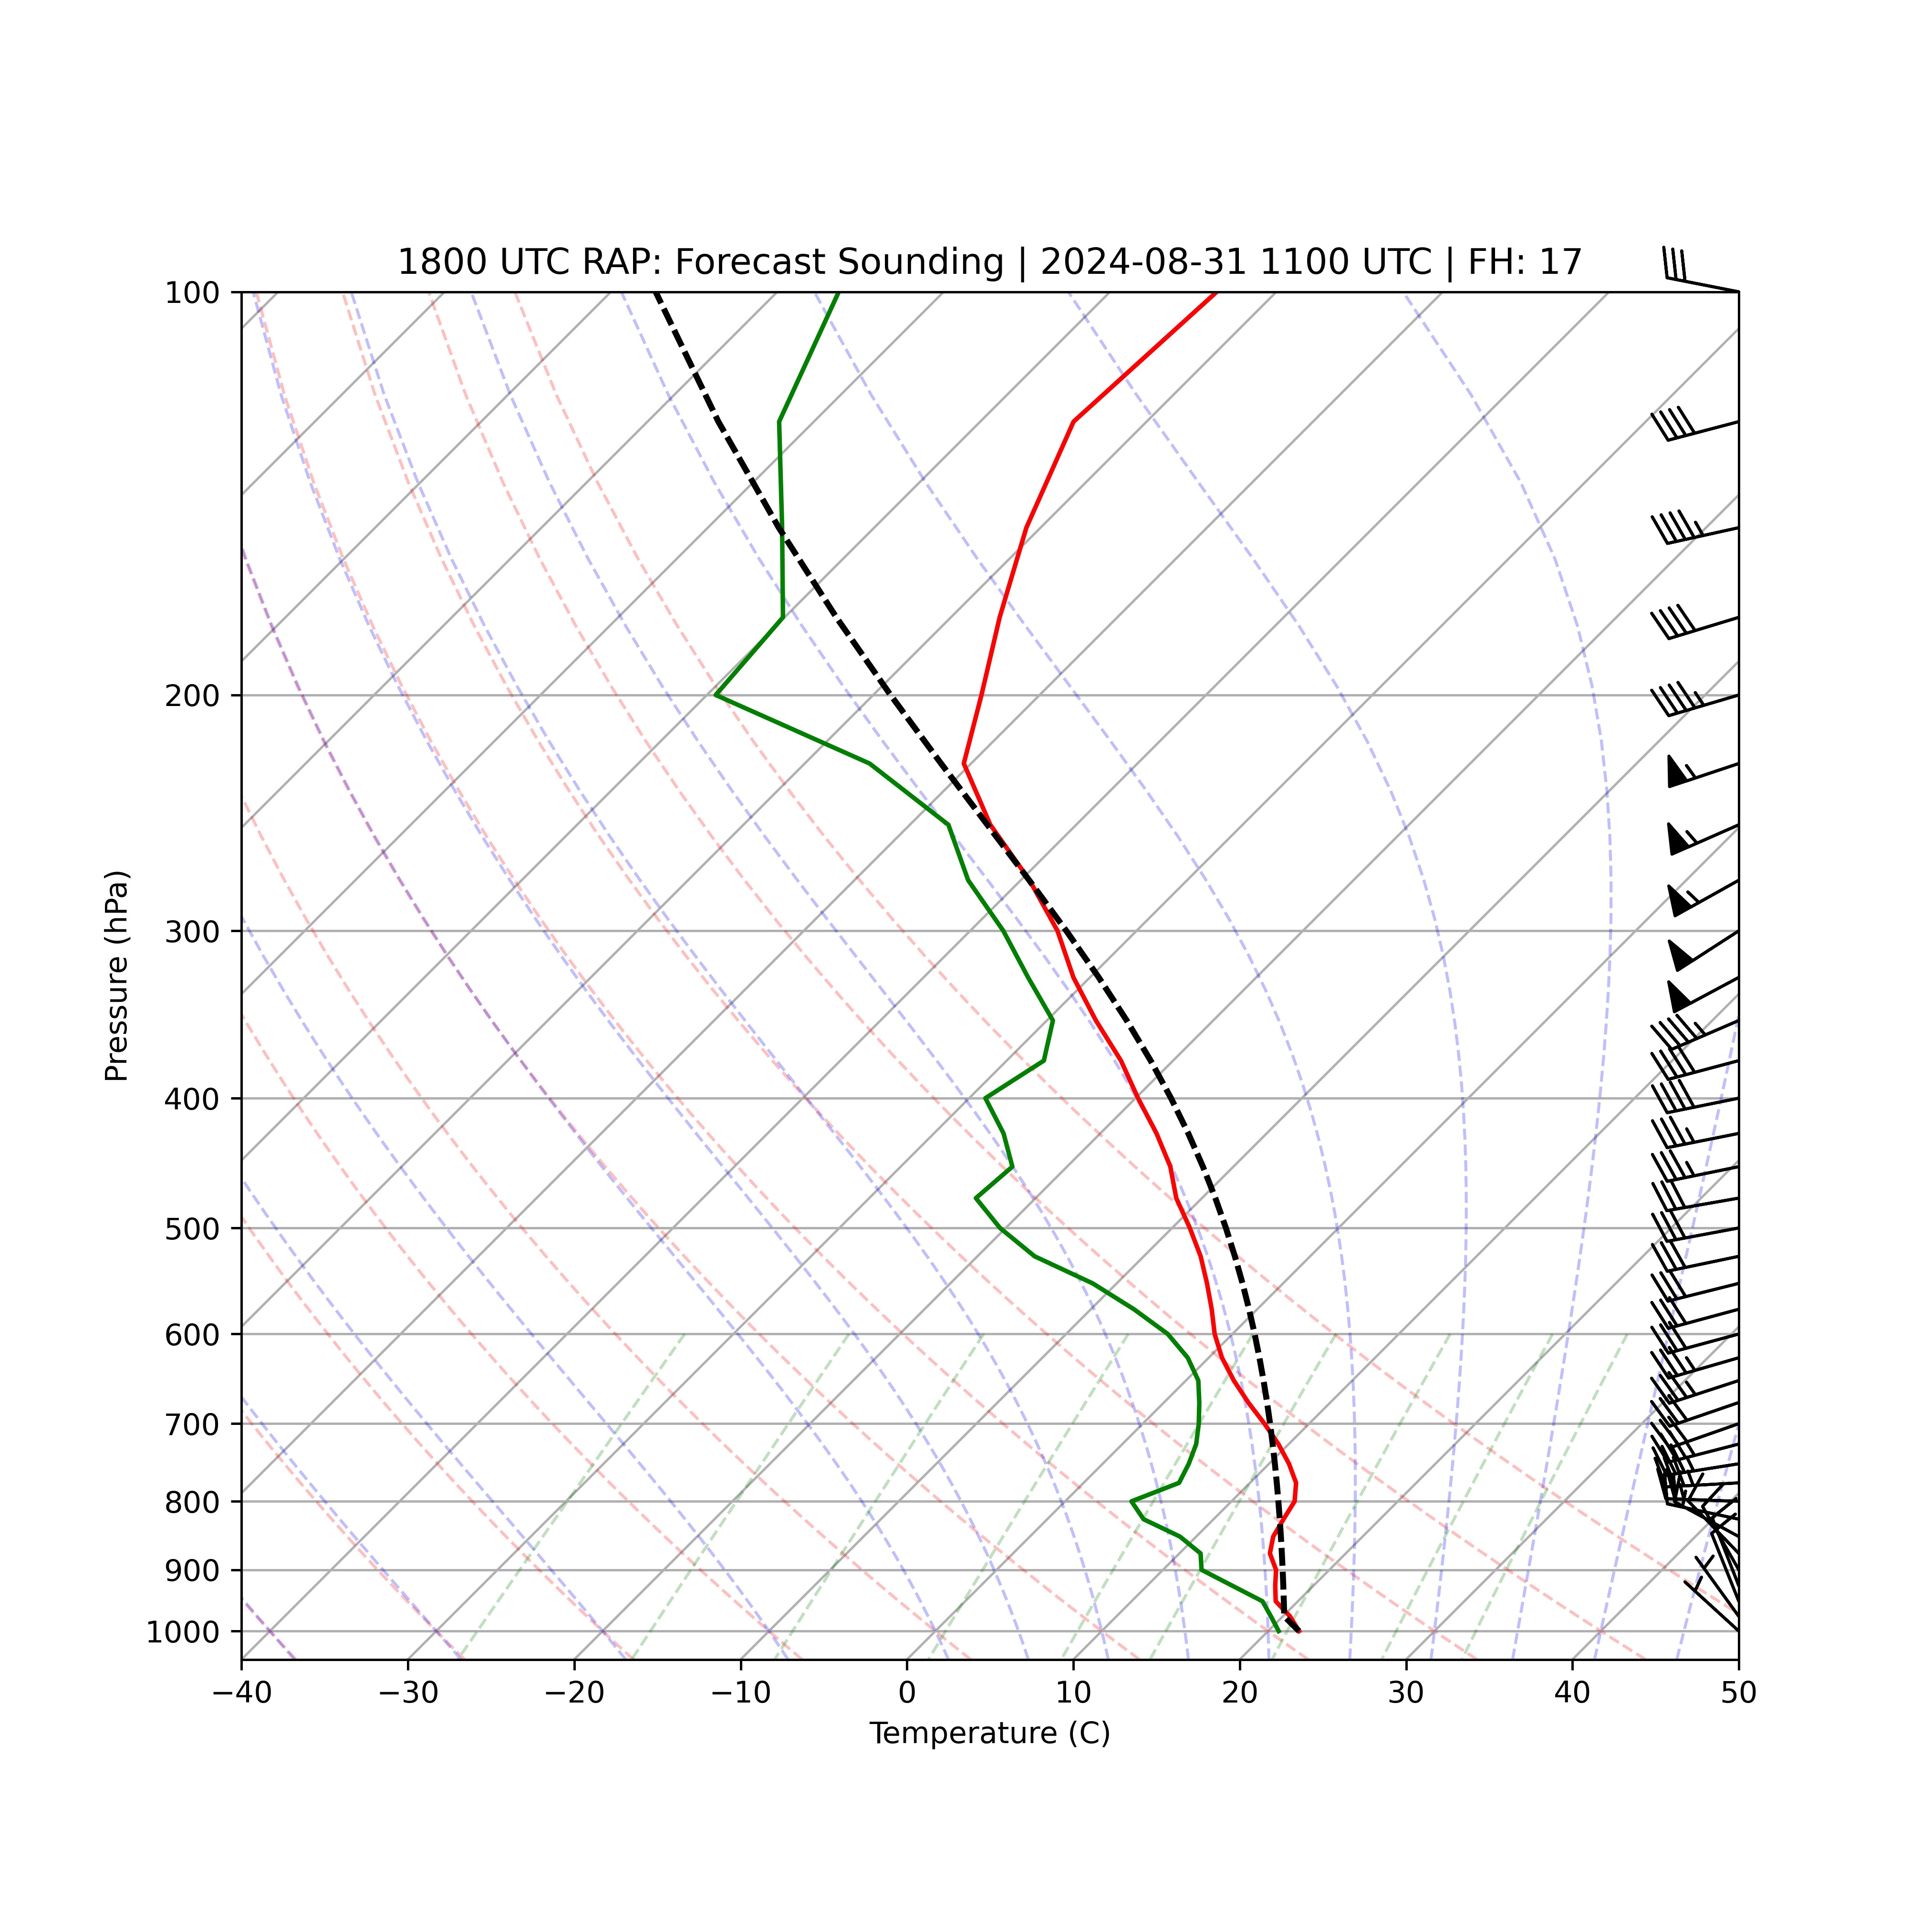 1800 UTC RAP: Forecast Sounding | 2024-08-31 1100 UTC | FH: 17
100
200
300
400
500
600
700
800
900
1000
Pressure (hPa)
−40 −30 −20 −10 0 10 20 30 40 50
Temperature (C)